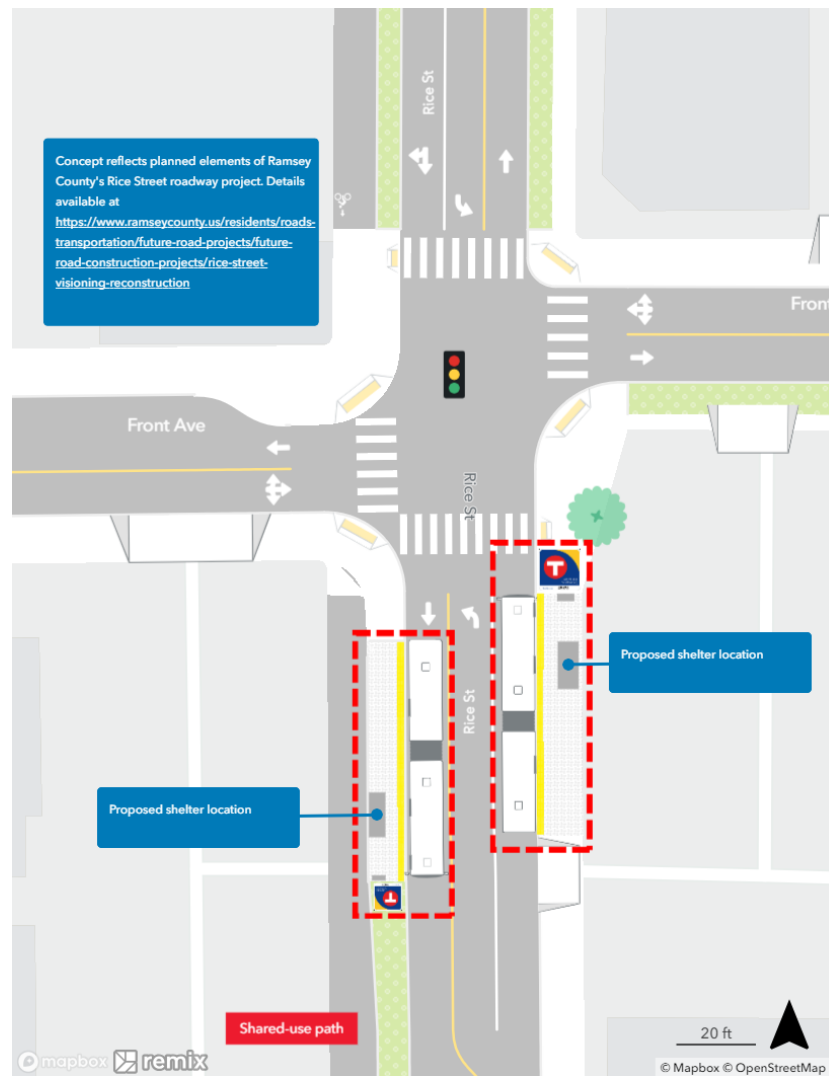 Rice St
Concept reflects planned elements of Ramsey
County's Rice Street roadway project. Details
available at
https://www.ramseycounty.us/residents/roads-
transportation/future-road-projects/future-
road-construction-projects/rice-street-
visioning-reconstruction
Front
Front Ave
Rice St
T
Proposed shelter location
Rice St
Proposed shelter location
T
Shared-use path
20 ft
mapbox remix
© Mapbox © OpenStreetMap